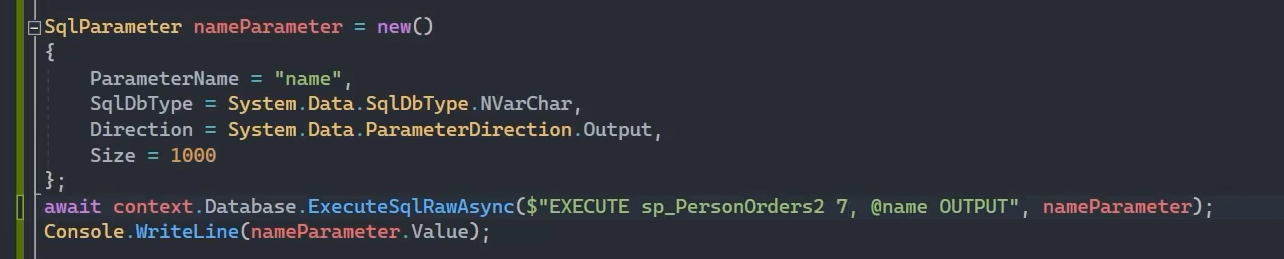 SqlParameter nameParameter = new()
{
    ParameterName = "name",
    SqlDbType = System.Data.SqlDbType.NVarChar,
    Direction = System.Data.ParameterDirection.Output,
    Size = 1000
};
await context.Database.ExecuteSqlRawAsync($"EXECUTE sp_PersonOrders2 7, @name OUTPUT", nameParameter);
Console.WriteLine(nameParameter.Value);